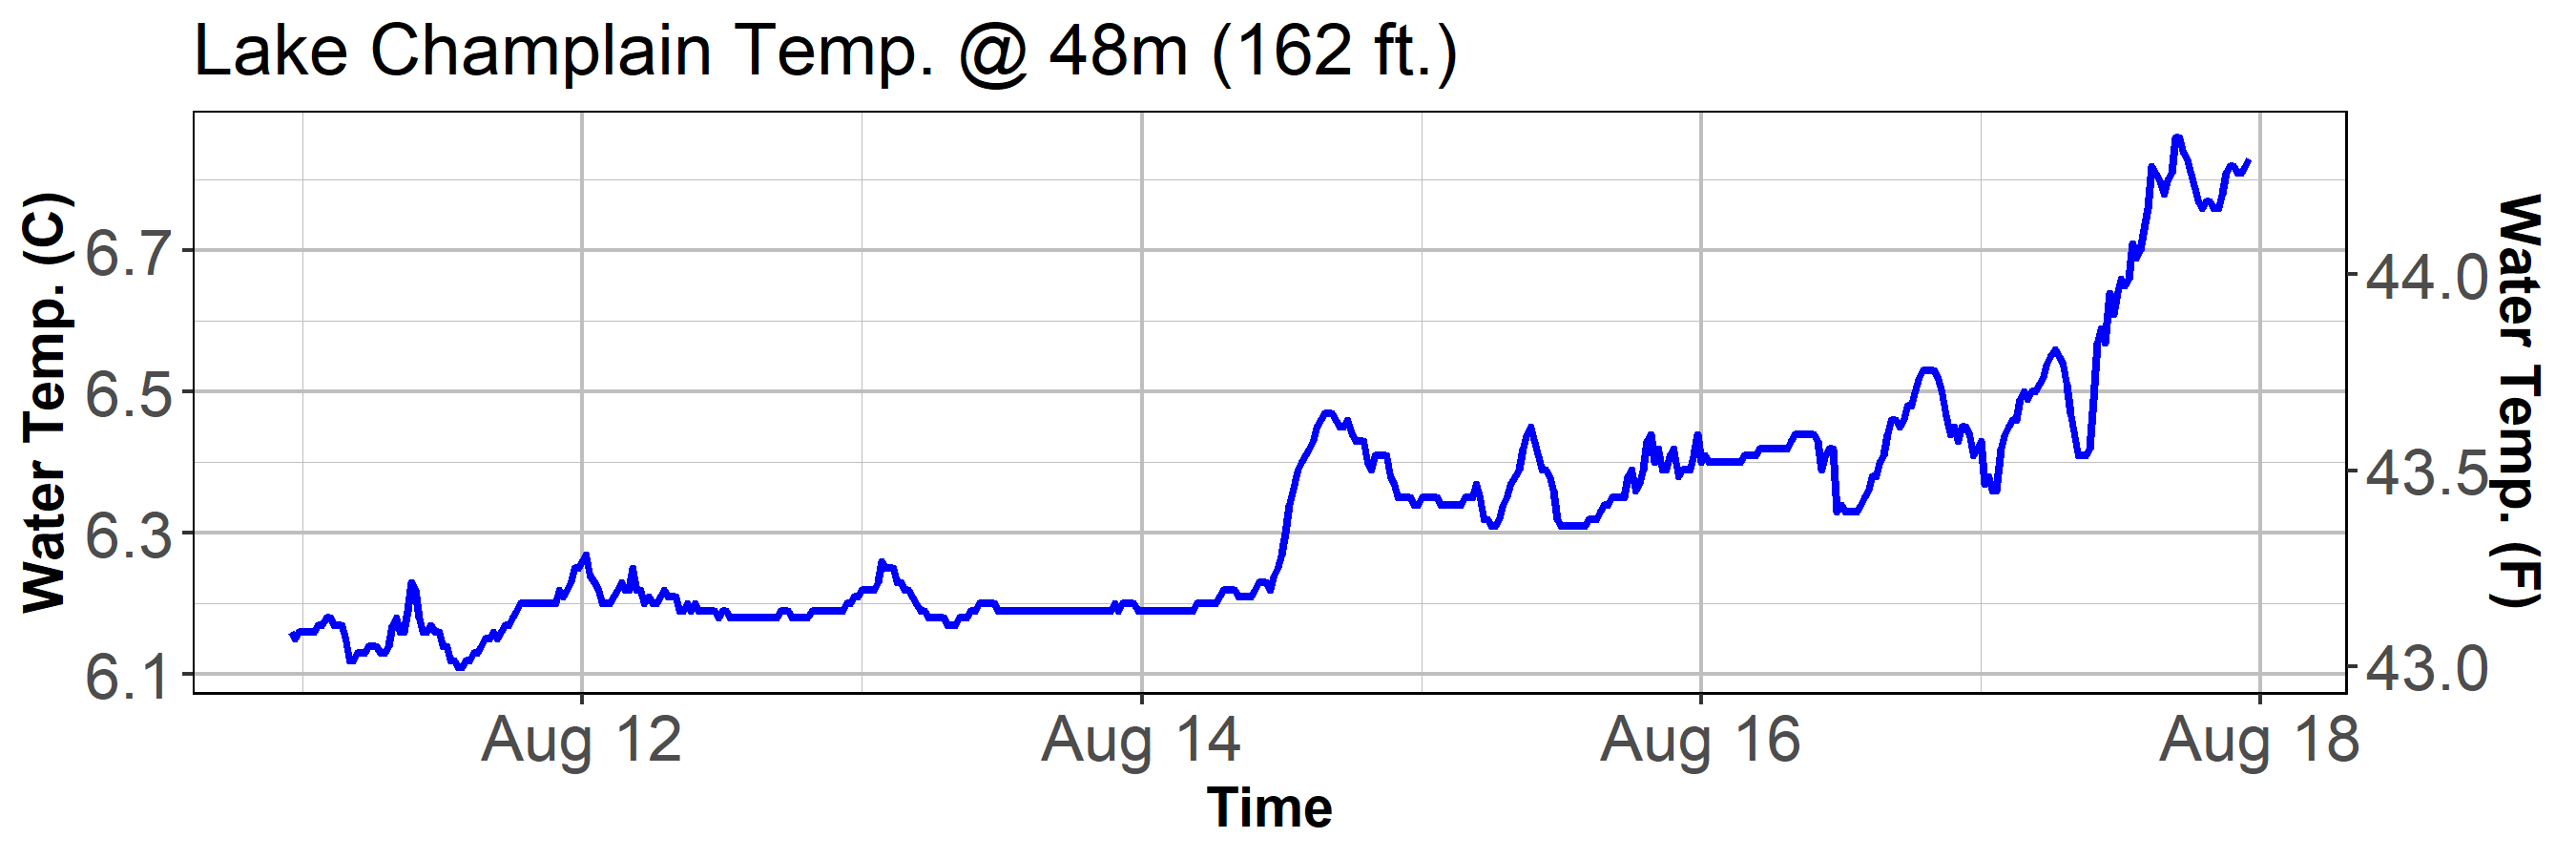 Lake Champlain Temp. @ 48m (162 ft.)
Water Temp. (C)
6.7
6.5
6.3
6.1
44.0
43.5
43.0
Water Temp. (F)
Aug 12
Aug 14
Aug 16
Aug 18
Time